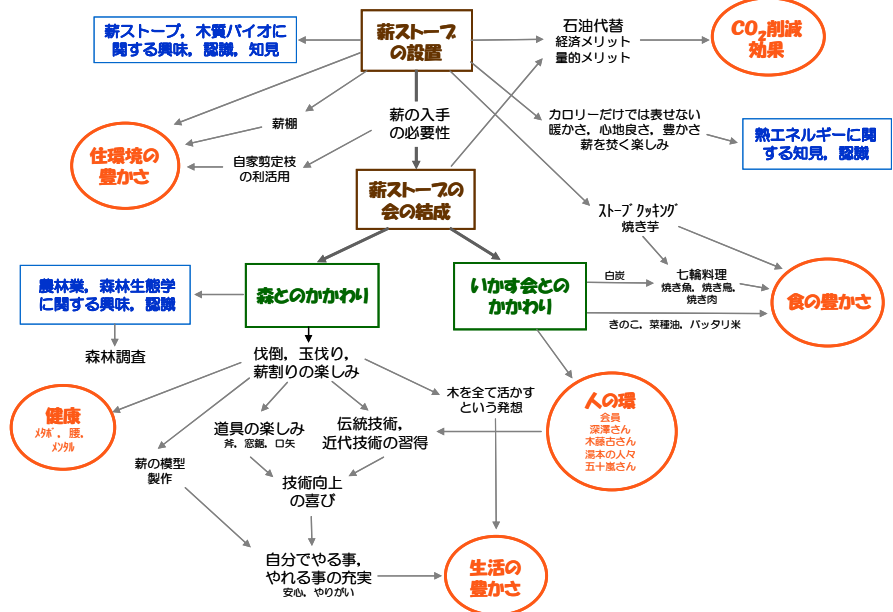 薪ストーブ，木質バイオに
関する興味，認識，知見
薪ストーブ
の設置
石油代替
経済メリット
量的メリット
CO₂削減
効果
薪棚
薪の入手
の必要性
カロリーだけでは表せない
暖かさ，心地良さ，豊かさ
薪を焚く楽しみ
熱エネルギーに関
する知見，認識
住環境の
豊かさ
自家剪定枝
の利活用
薪ストーブの
会の結成
ｽﾄｰﾌﾞｸｯｷﾝｸﾞ
焼き芋
農林業，森林生態学
に関する興味，認識
森とのかかわり
いかす会との
かかわり
白炭
七輪料理
焼き魚，焼き鳥，
焼き肉
食の豊かさ
きのこ，菜種油，バッタリ米
森林調査
伐倒，玉伐り，
薪割りの楽しみ
木を全て活かす
という発想
人の環
会員
深澤さん
木藤古さん
湯本の人々
五十嵐さん
健康
ﾒﾀﾎﾞ，腰，
ﾒﾝﾀﾙ
道具の楽しみ
斧，窓鋸，口矢
伝統技術，
近代技術の習得
薪の模型
製作
技術向上
の喜び
自分でやる事，
やれる事の充実
安心，やりがい
生活の
豊かさ